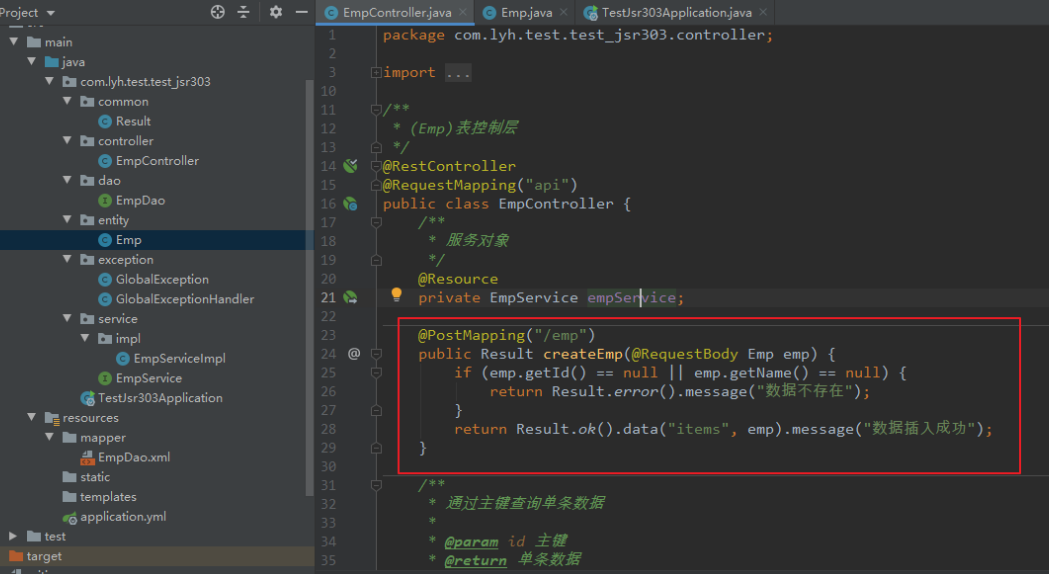 Project
EmpController.java
Emp.java
TestJsr303Application.java
main
java
com.lyh.test.test_jsr303
common
Result
controller
EmpController
dao
EmpDao
entity
Emp
exception
GlobalException
GlobalExceptionHandler
service
impl
EmpServiceImpl
EmpService
TestJsr303Application
resources
mapper
EmpDao.xml
static
templates
application.yml
test
target
1 package com.lyh.test.test_jsr303.controller;
2
3 import ...
10
11 /**
12 * (Emp)表控制层
13 */
14 @RestController
15 @RequestMapping("api")
16 public class EmpController {
17 /**
18 * 服务对象
19 */
20 @Resource
21 private EmpService empService;
22
23 @PostMapping("/emp")
24 @ public Result createEmp(@RequestBody Emp emp) {
25 if (emp.getId() == null || emp.getName() == null) {
26 return Result.error().message("数据不存在");
27 }
28 return Result.ok().data("items", emp).message("数据插入成功");
29 }
30
31 /**
32 * 通过主键查询单条数据
33 *
34 * @param id 主键
35 * @return 单条数据